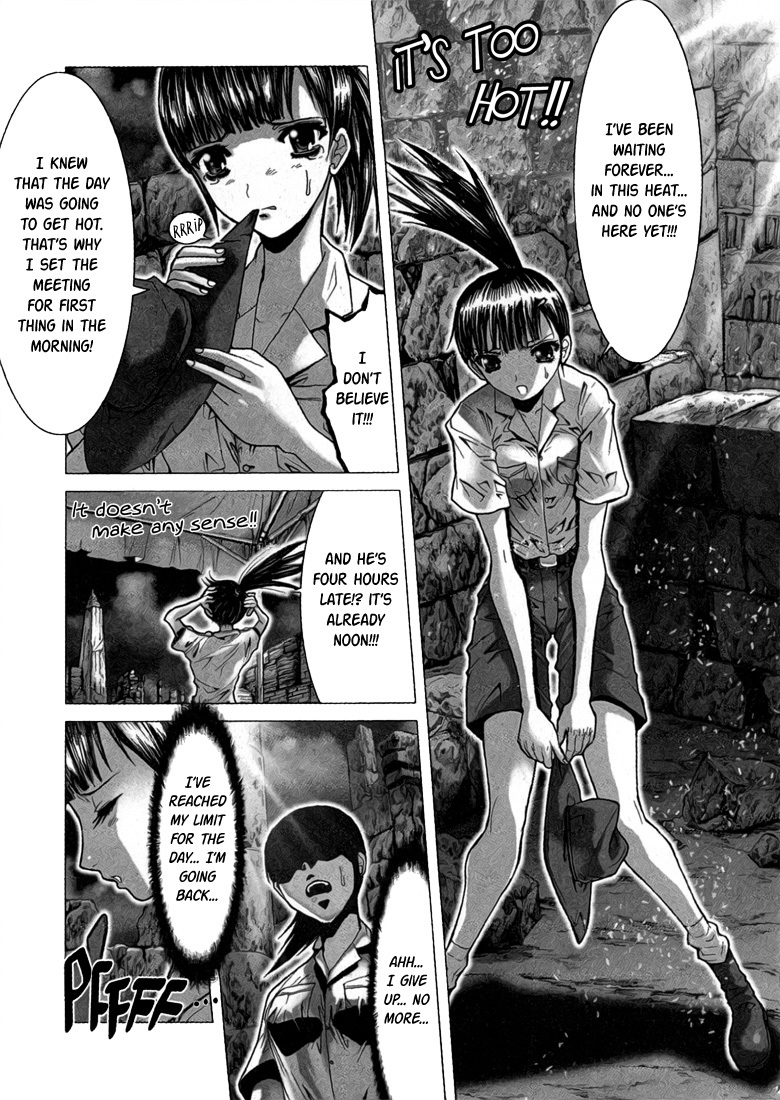 IT'S TOO
HOT!!
I'VE BEEN
WAITING
FOREVER...
IN THIS HEAT...
AND NO ONE'S
HERE YET!!!
I
DON'T
BELIEVE
IT!!!
RRRIP
I KNEW
THAT THE DAY
WAS GOING
TO GET HOT.
THAT'S WHY
I SET THE
MEETING
FOR FIRST
THING IN THE
MORNING!
AND HE'S
FOUR HOURS
LATE!? IT'S
ALREADY
NOON!!!
It doesn't
make any sense!!
AHH...
I GIVE
UP... NO
MORE...
I'VE
REACHED
MY LIMIT
FOR THE
DAY... I'M
GOING
BACK...
PFFFFF...